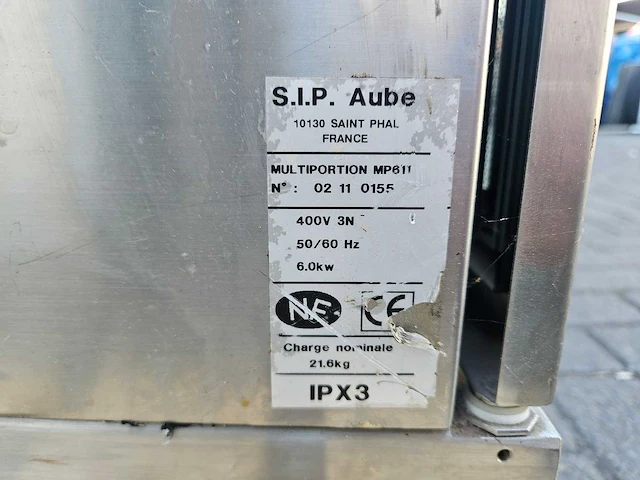 S.I.P. Aube
10130 SAINT PHAL
FRANCE
MULTIPORTION
N° : 02 11 0155
400V 3N
50/60 Hz
6.0kw
NF CE
Charge nominale
21.6kg
IPX3